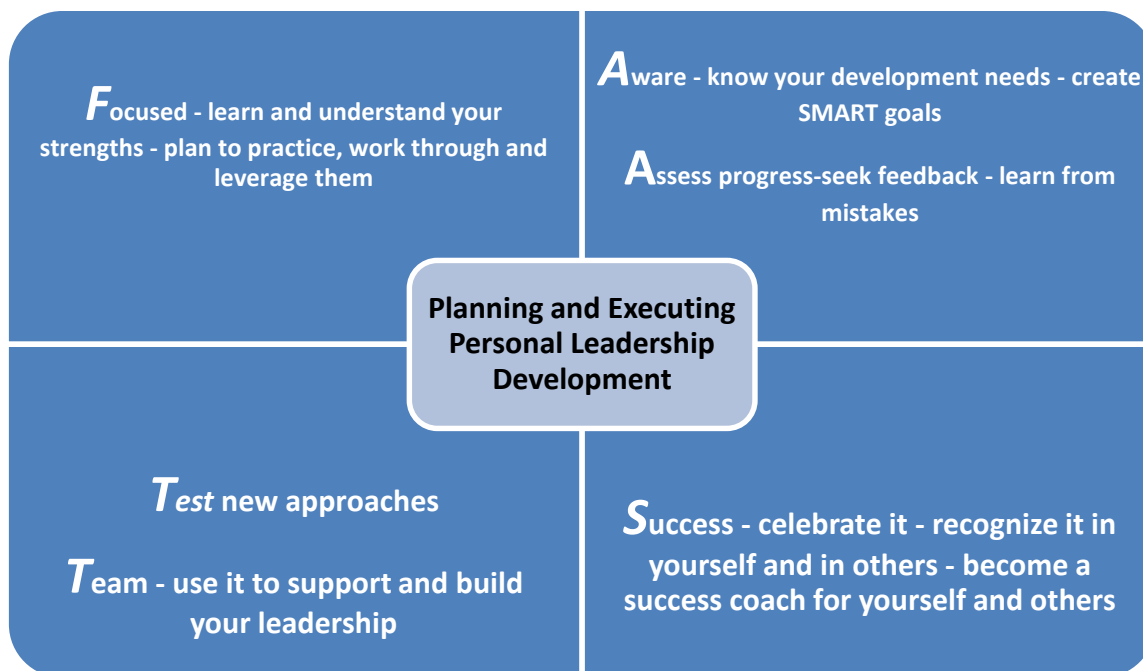 Focused - learn and understand your
strengths - plan to practice, work through and
leverage them
Aware - know your development needs - create
SMART goals
Assess progress-seek feedback - learn from
mistakes
Planning and Executing
Personal Leadership
Development
Test new approaches
Team - use it to support and build
your leadership
Success - celebrate it - recognize it in
yourself and in others - become a
success coach for yourself and others